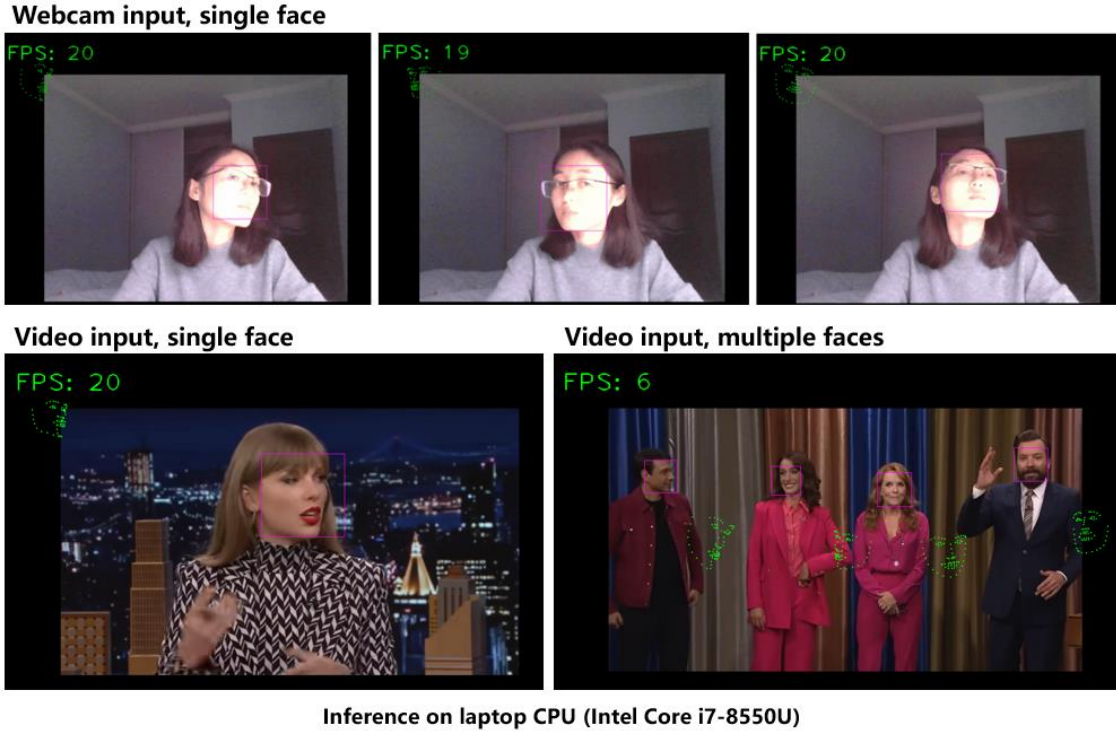 Webcam input, single face
FPS: 20
FPS: 19
FPS: 20
Video input, single face
Video input, multiple faces
FPS: 20
FPS: 6
Inference on laptop CPU (Intel Core i7-8550U)